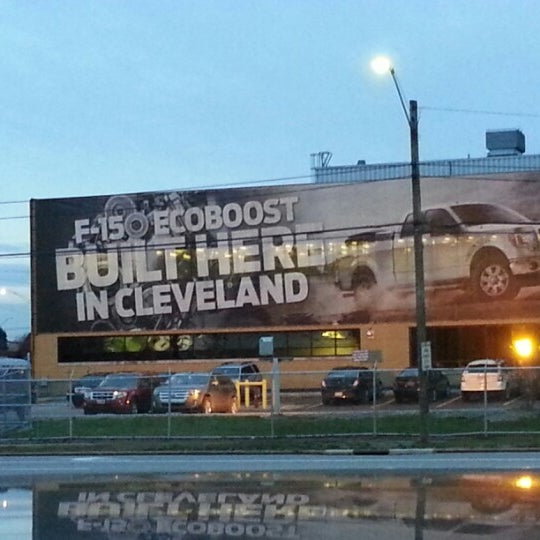 F-150 ECOBOOST
BUILT HERE
IN CLEVELAND